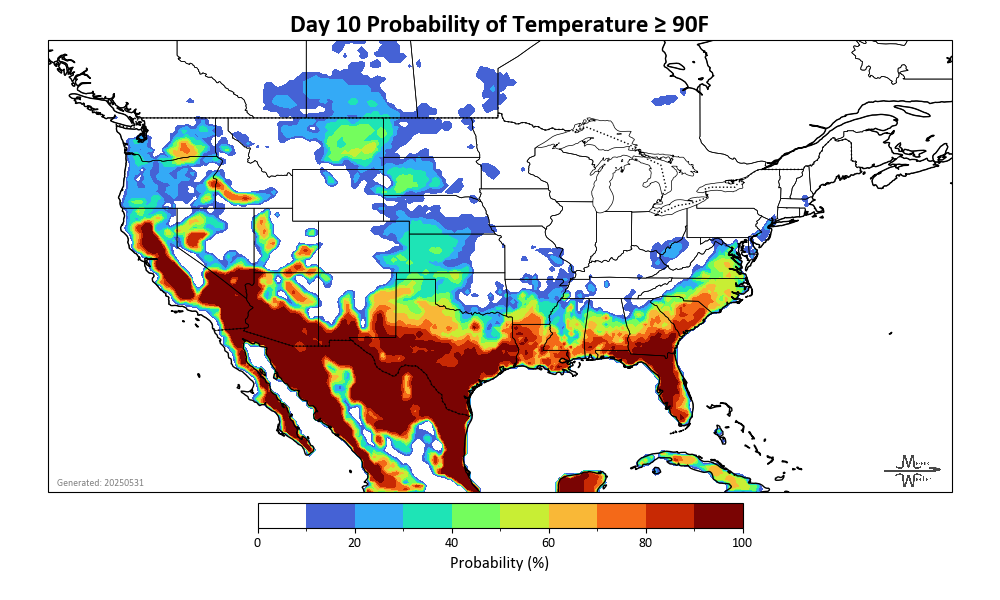 Day 10 Probability of Temperature ≥ 90F
Generated: 20250531
0 20 40 60 80 100
Probability (%)